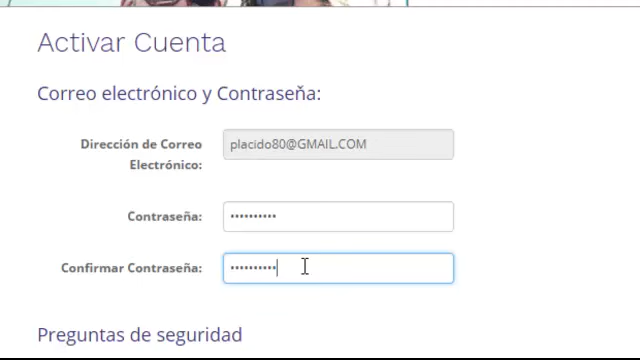 Activar Cuenta
Correo electrónico y Contraseña:
Dirección de Correo
Electrónico:
placido80@GMAIL.COM
Contraseña:
••••••••••
Confirmar Contraseña:
••••••••••
Preguntas de seguridad